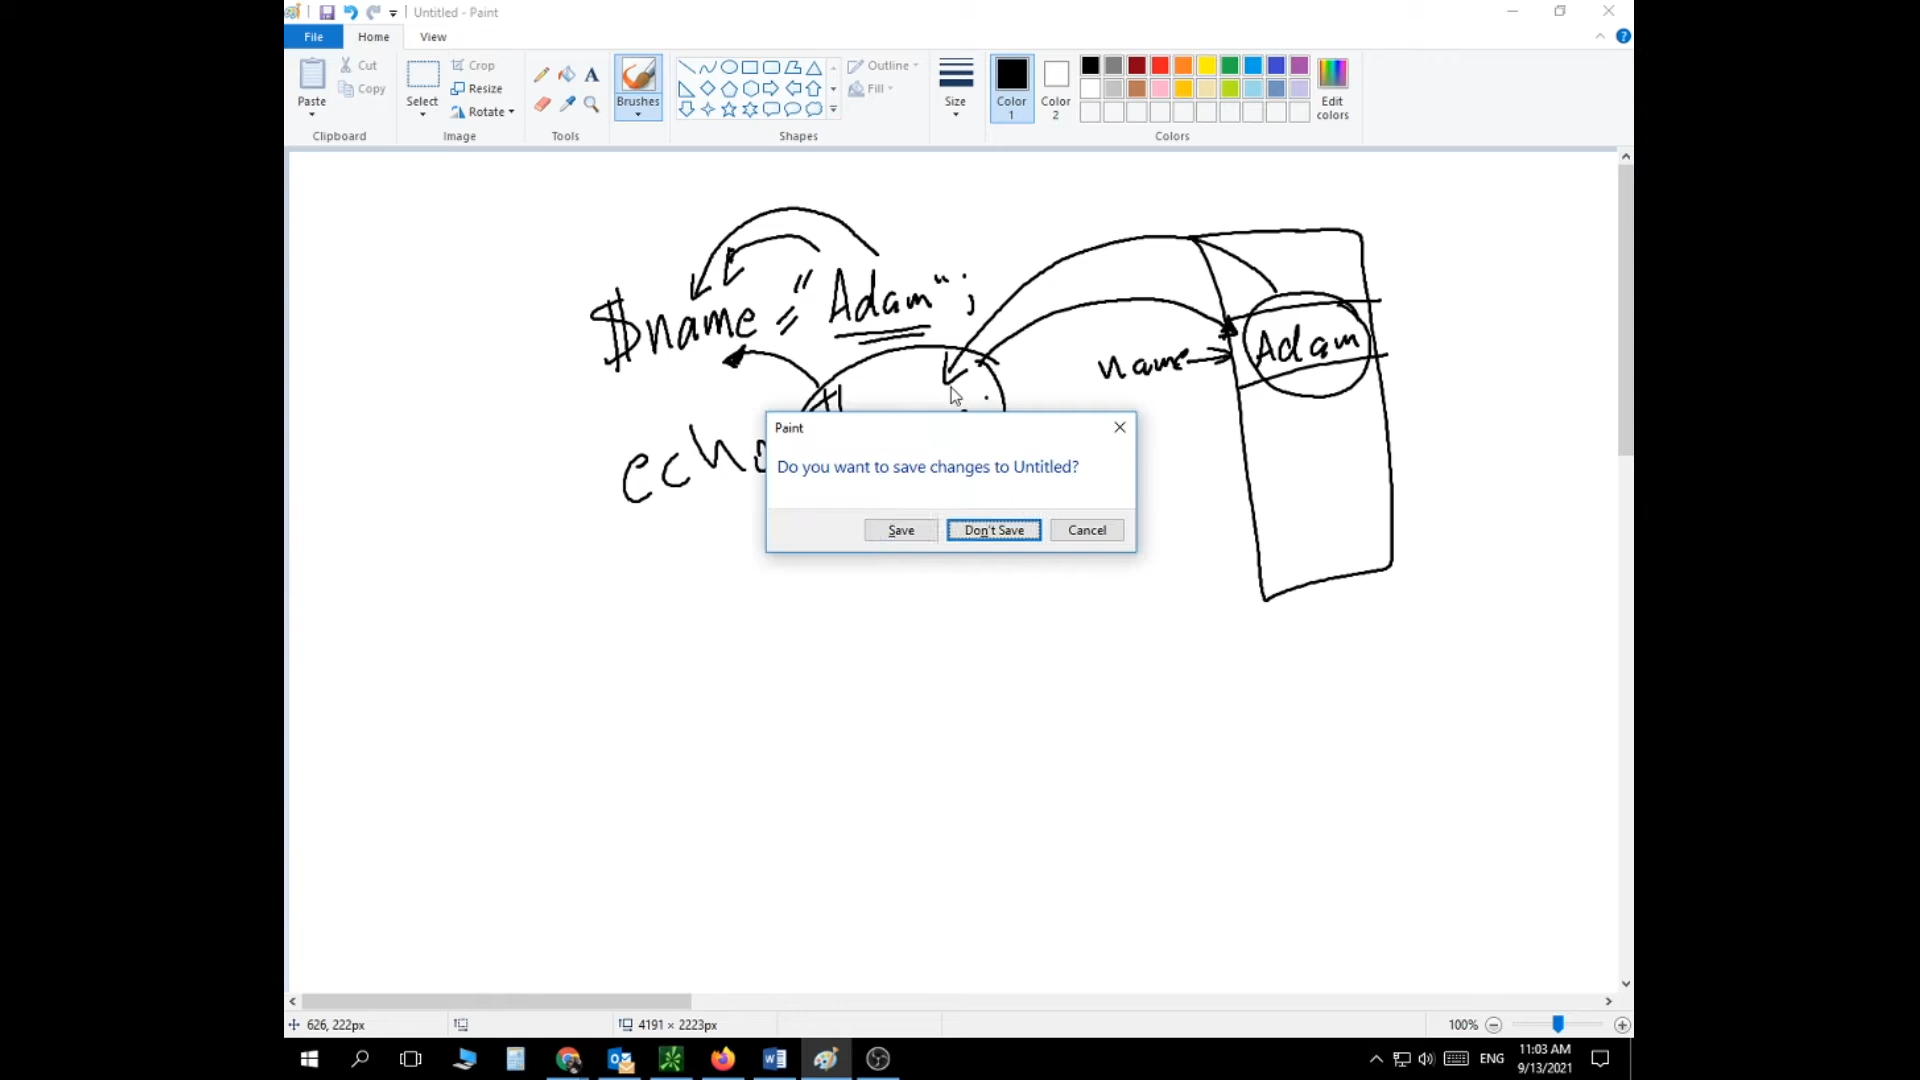 Untitled - Paint
File Home View
Paste
Cut
Copy
Clipboard
Select
Crop
Resize
Rotate
Image
A
Tools
Brushes
Shapes
Outline
Fill
Size
Color 1
Color 2
Edit colors
Colors
$name = "Adam";
name
Adam
echo
Paint
Do you want to save changes to Untitled?
Save Don't Save Cancel
626, 222px
4191 × 2223px
100%
ENG
11:03 AM
9/13/2021